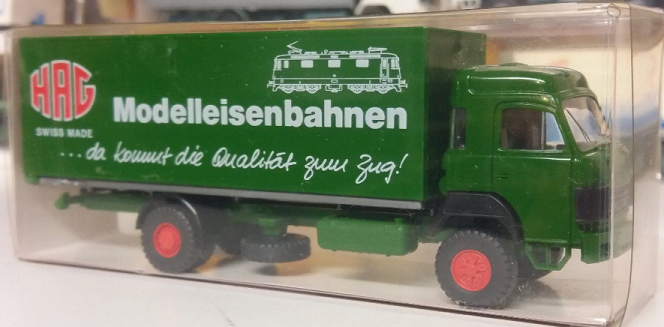 HAG
SWISS MADE
Modelleisenbahnen
...da kommt die Qualität zum Zug!